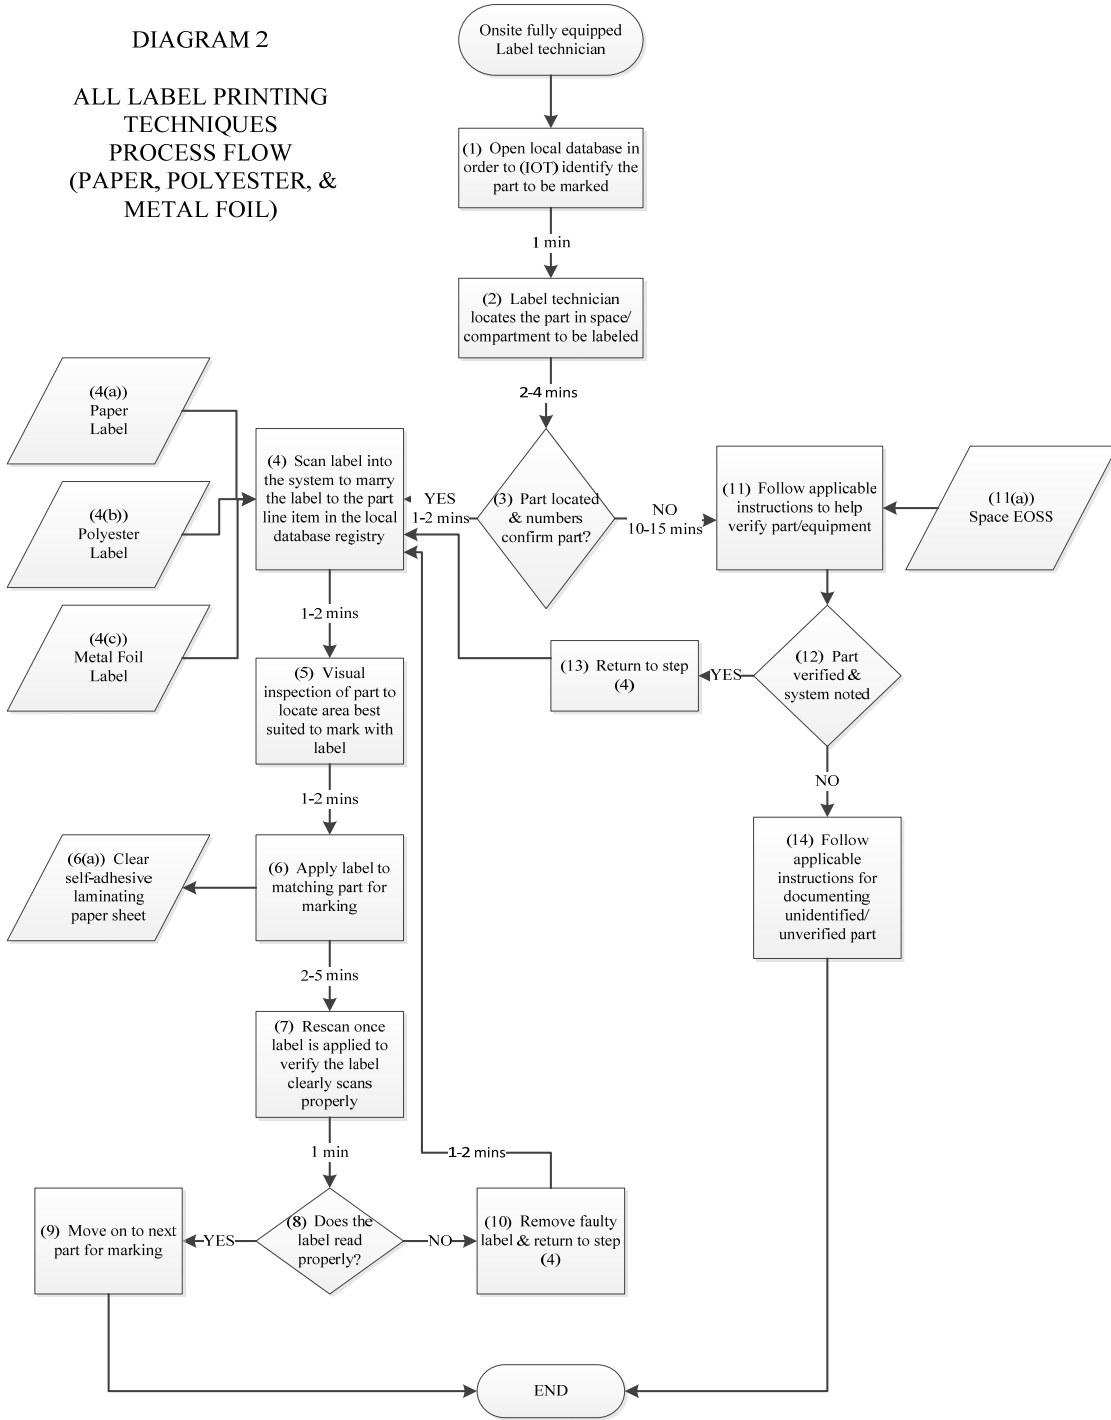 DIAGRAM 2
ALL LABEL PRINTING
TECHNIQUES
PROCESS FLOW
(PAPER, POLYESTER, &
METAL FOIL)
Onsite fully equipped
Label technician
(1) Open local database in
order to (IOT) identify the
part to be marked
1 min
(2) Label technician
locates the part in space/
compartment to be labeled
2-4 mins
(3) Part located
& numbers
confirm part?
YES
1-2 mins
NO
10-15 mins
(4(a))
Paper
Label
(4(b))
Polyester
Label
(4(c))
Metal Foil
Label
(4) Scan label into
the system to marry
the label to the part
line item in the local
database registry
(11) Follow applicable
instructions to help
verify part/equipment
(11(a))
Space EOSS
1-2 mins
(12) Part
verified &
system noted
YES
(13) Return to step
(4)
NO
(5) Visual
inspection of part to
locate area best
suited to mark with
label
1-2 mins
(14) Follow
applicable
instructions for
documenting
unidentified/
unverified part
(6) Apply label to
matching part for
marking
(6(a)) Clear
self-adhesive
laminating
paper sheet
2-5 mins
(7) Rescan once
label is applied to
verify the label
clearly scans
properly
1 min
1-2 mins
(8) Does the
label read
properly?
YES
NO
(9) Move on to next
part for marking
(10) Remove faulty
label & return to step
(4)
END